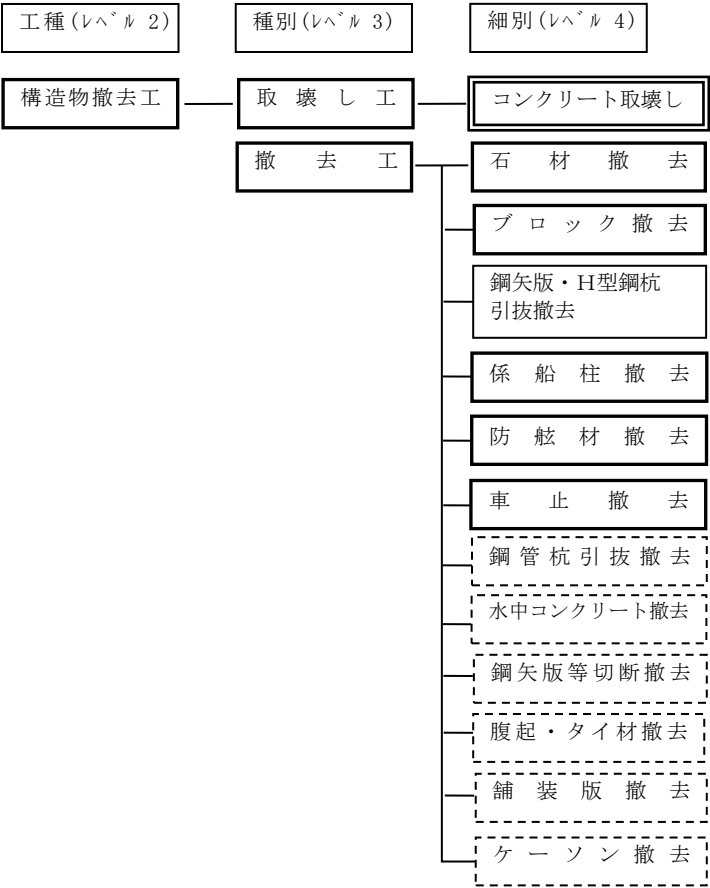 工種(ﾚﾍﾞﾙ 2)
種別(ﾚﾍﾞﾙ 3)
細別(ﾚﾍﾞﾙ 4)
構造物撤去工
取壊し工
コンクリート取壊し
撤去工
石材撤去
ブロック撤去
鋼矢版・H型鋼杭
引抜撤去
係船柱撤去
防舷材撤去
車止撤去
鋼管杭引抜撤去
水中コンクリート撤去
鋼矢版等切断撤去
腹起・タイ材撤去
舗装版撤去
ケーソン撤去